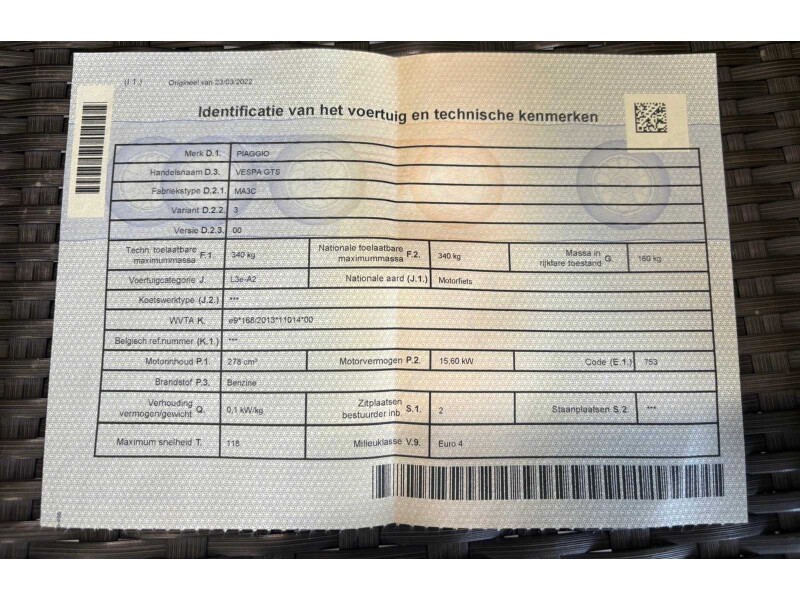 (I 1.) Origineel van 23/03/2022
Identificatie van het voertuig en technische kenmerken
Merk D.1. PIAGGIO
Handelsnaam D.3. VESPA GTS
Fabriekstype D.2.1. MA3C
Variant D.2.2. 3
Versie D.2.3. 00
Techn. toelaatbare maximummassa F.1. 340 kg Nationale toelaatbare maximummassa F.2. 340 kg Massa in rijklare toestand G. 160 kg
Voertuigcategorie J. L3e-A2 Nationale aard (J.1.) Motorfiets
Koetswerktype (J.2.) ***
WVTA K. e9*168/2013*11014*00
Belgisch ref.nummer (K.1.) ***
Motorinhoud P.1. 278 cm³ Motorvermogen P.2. 15,60 kW Code (E.1.) 753
Brandstof P.3. Benzine
Verhouding vermogen/gewicht Q. 0,1 kW/kg Zitplaatsen bestuurder inb. S.1. 2 Staanplaatsen S.2. ***
Maximum snelheid T. 118 Milieuklasse V.9. Euro 4